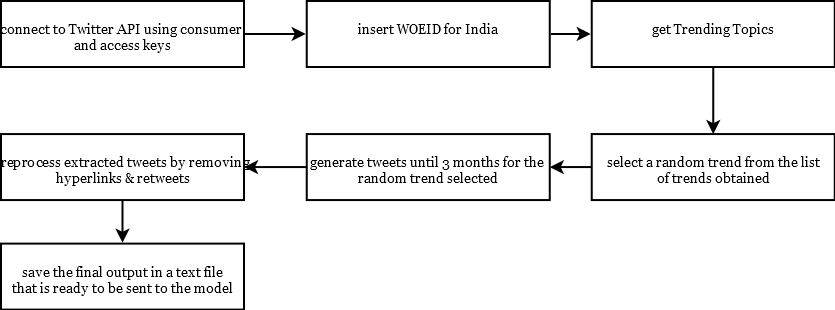 connect to Twitter API using consumer
and access keys
insert WOEID for India
get Trending Topics
select a random trend from the list
of trends obtained
generate tweets until 3 months for the
random trend selected
reprocess extracted tweets by removing
hyperlinks & retweets
save the final output in a text file
that is ready to be sent to the model